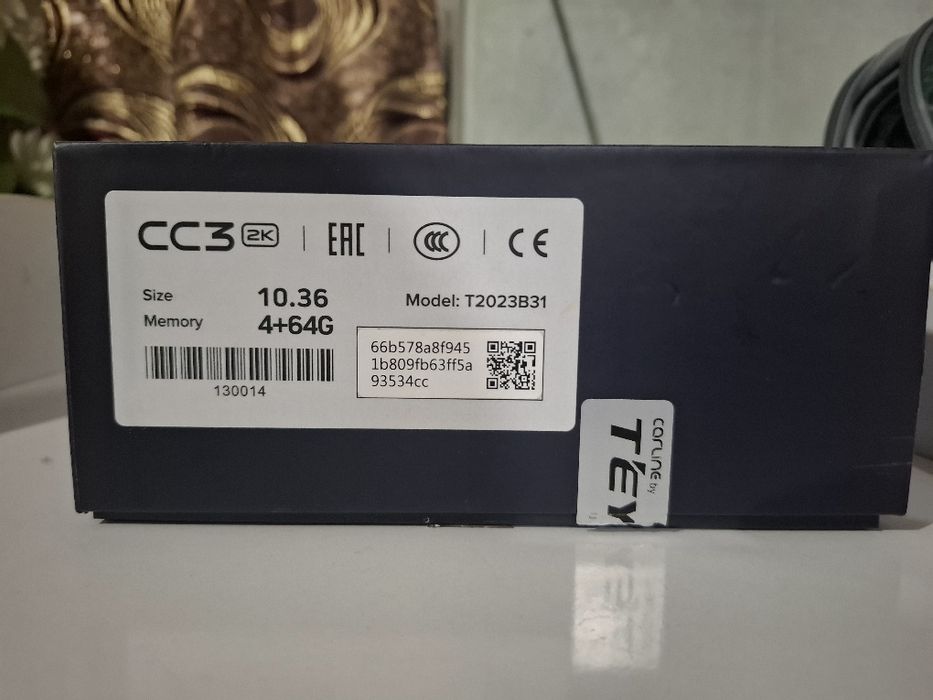 CC3 2K EAC CCC CE
Size 10.36 Model: T2023B31
Memory 4+64G
130014
66b578a8f945
1b809fb63ff5a
93534cc
carline by
TEY